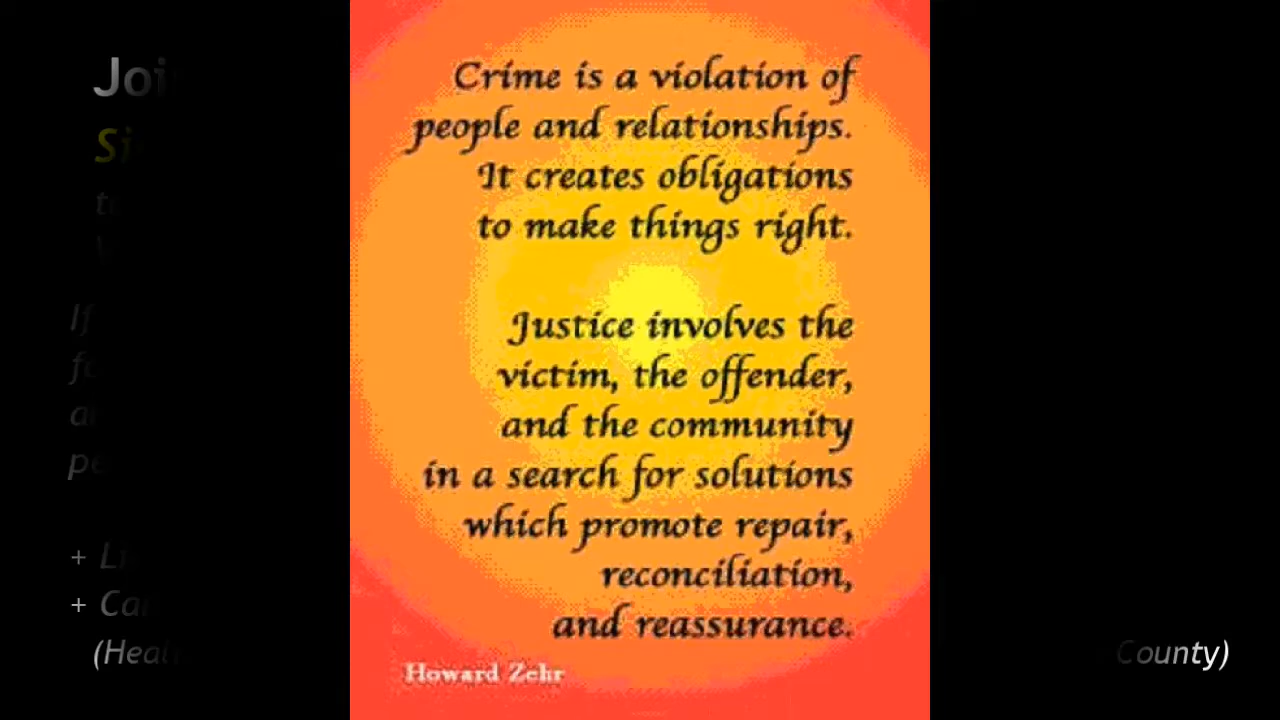 Crime is a violation of
people and relationships.
It creates obligations
to make things right.
Justice involves the
victim, the offender,
and the community
in a search for solutions
which promote repair,
reconciliation,
and reassurance.
Howard Zehr
County)